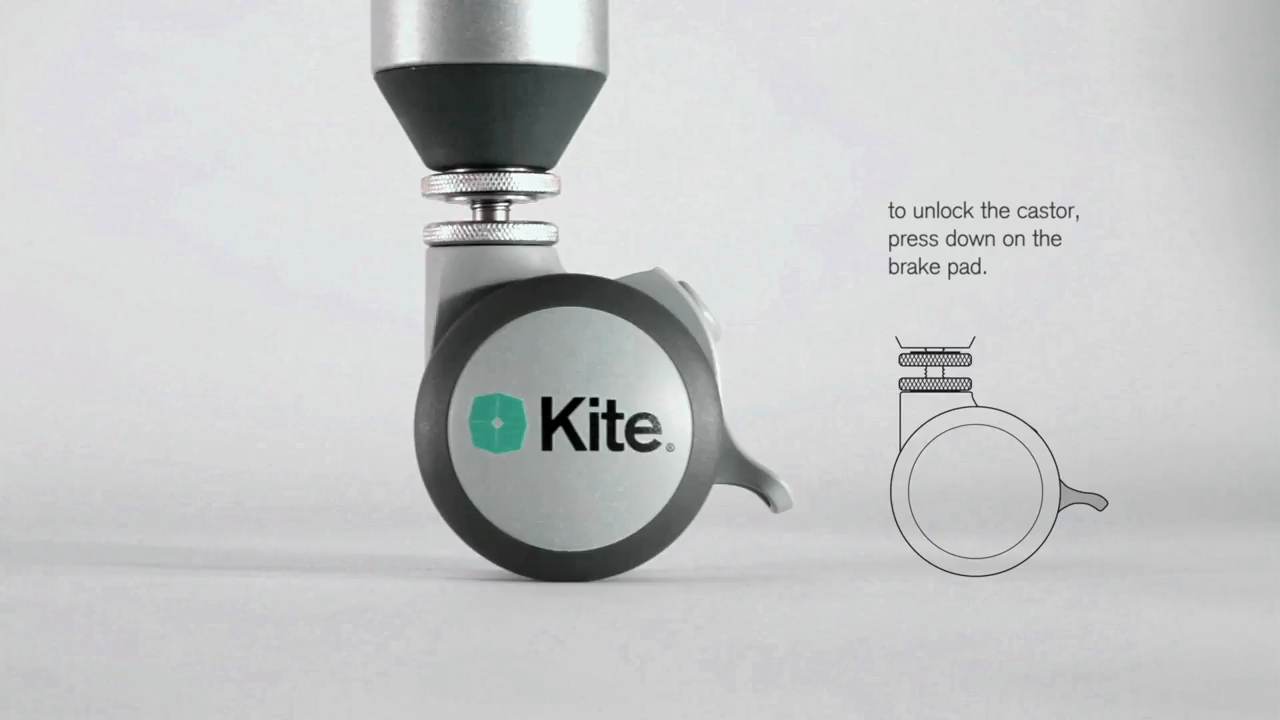 to unlock the castor,
press down on the
brake pad.
Kite®